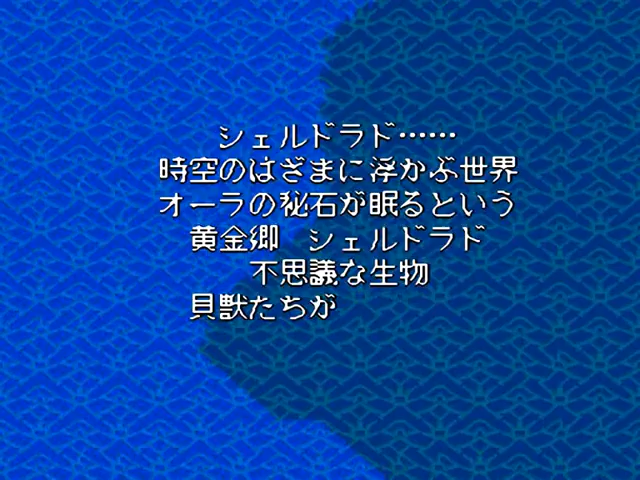 シェルドラド……
時空のはざまに浮かぶ世界
オーラの秘石が眠るという
黄金郷　シェルドラド
不思議な生物
貝獣たちが